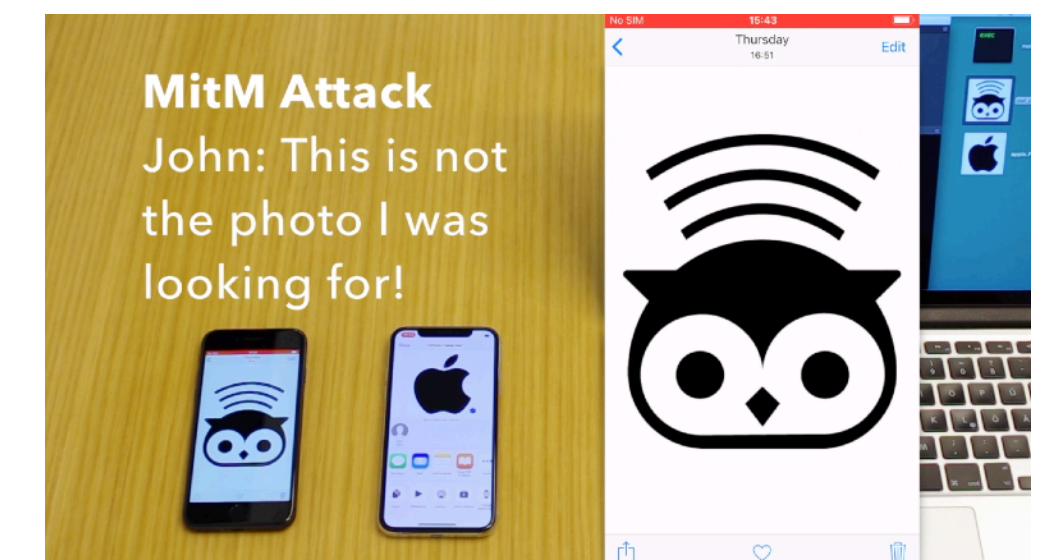 MitM Attack
John: This is not
the photo I was
looking for!
No SIM
15:43
Thursday
16:51
Edit
exec